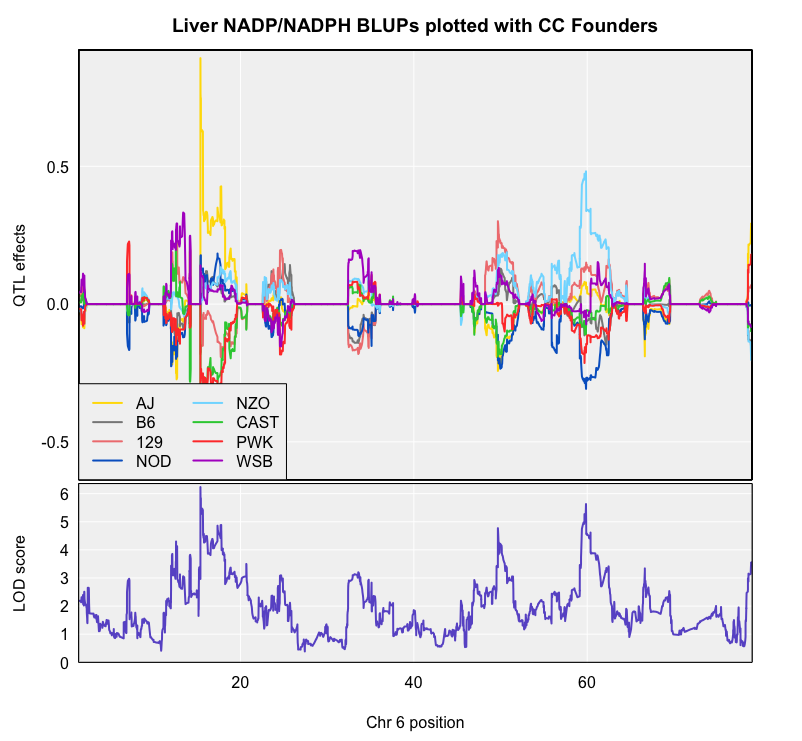 Liver NADP/NADPH BLUPs plotted with CC Founders
QTL effects
0.5
0.0
-0.5
AJ
B6
129
NOD
NZO
CAST
PWK
WSB
LOD score
6
5
4
3
2
1
0
20 40 60
Chr 6 position